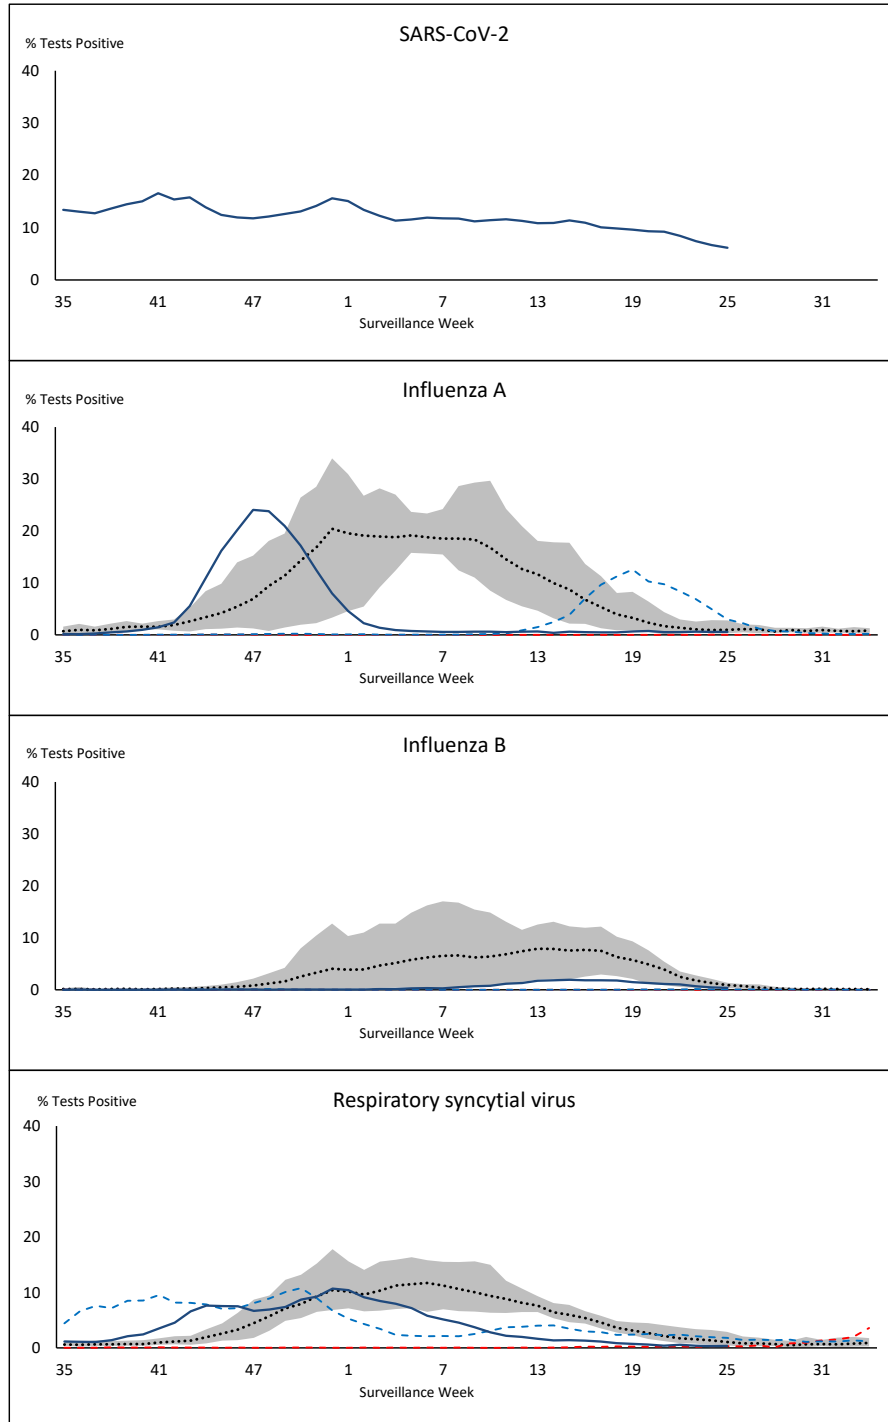 SARS-CoV-2
% Tests Positive
40
30
20
10
0
35 41 47 1 7 13 19 25 31
Surveillance Week
Influenza A
% Tests Positive
40
30
20
10
0
35 41 47 1 7 13 19 25 31
Surveillance Week
Influenza B
% Tests Positive
40
30
20
10
0
35 41 47 1 7 13 19 25 31
Surveillance Week
Respiratory syncytial virus
% Tests Positive
40
30
20
10
0
35 41 47 1 7 13 19 25 31
Surveillance Week